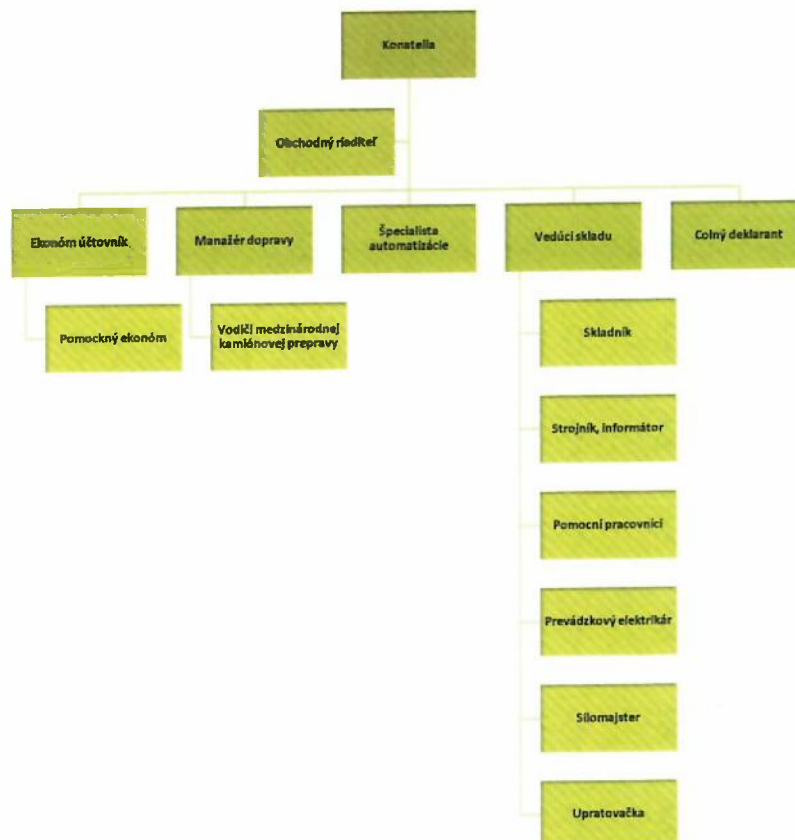 Konatelia
Obchodný riaditeľ
Ekonóm účtovník
Manažér dopravy
Špecialista
automatizácie
Vedúci skladu
Colný deklarant
Pomockný ekonóm
Vodiči medzinárodnej
kamiónovej prepravy
Skladník
Strojník, informátor
Pomocní pracovníci
Prevádzkový elektrikár
Silomajster
Upratovačka